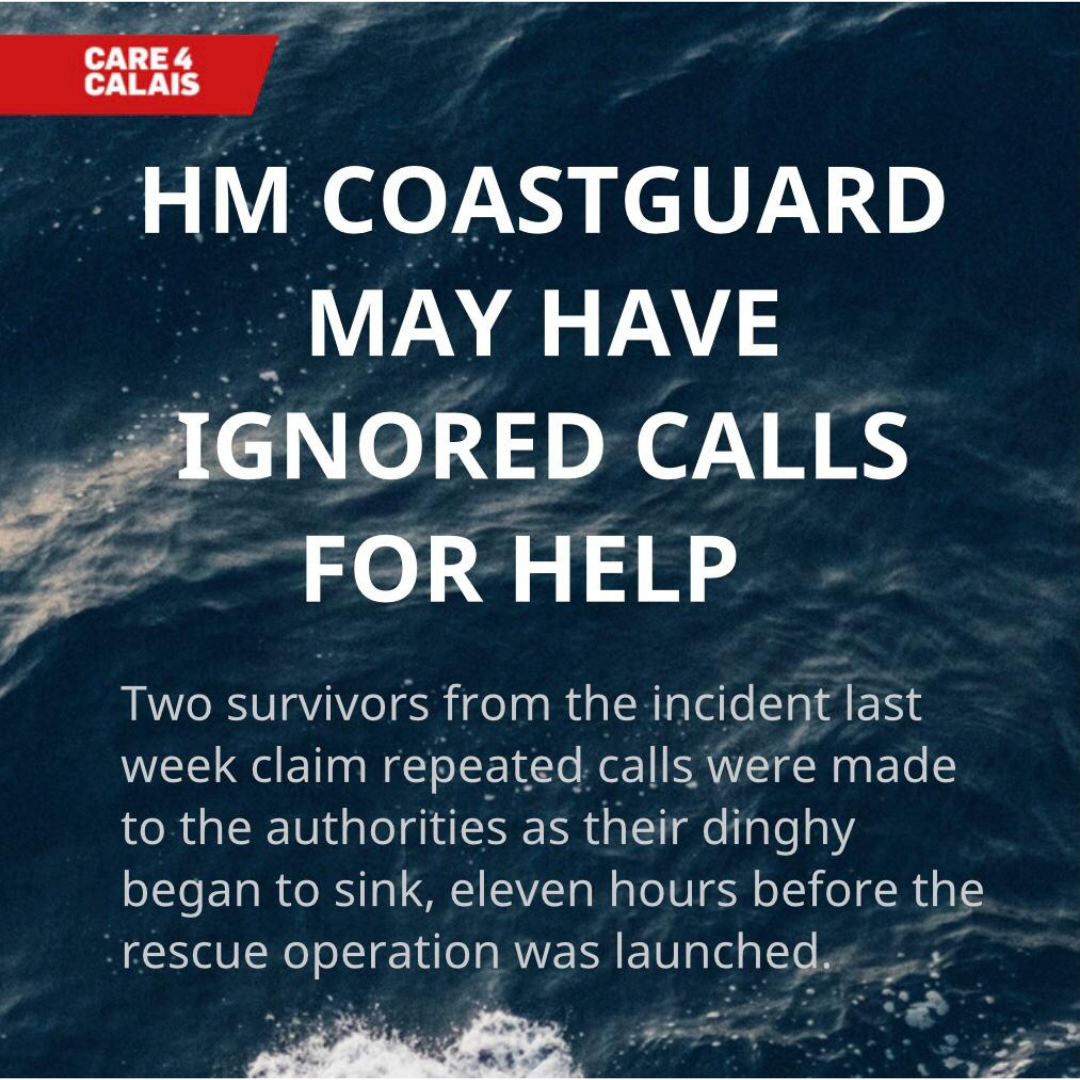 CARE 4
CALAIS
HM COASTGUARD
MAY HAVE
IGNORED CALLS
FOR HELP
Two survivors from the incident last
week claim repeated calls were made
to the authorities as their dinghy
began to sink, eleven hours before the
rescue operation was launched.